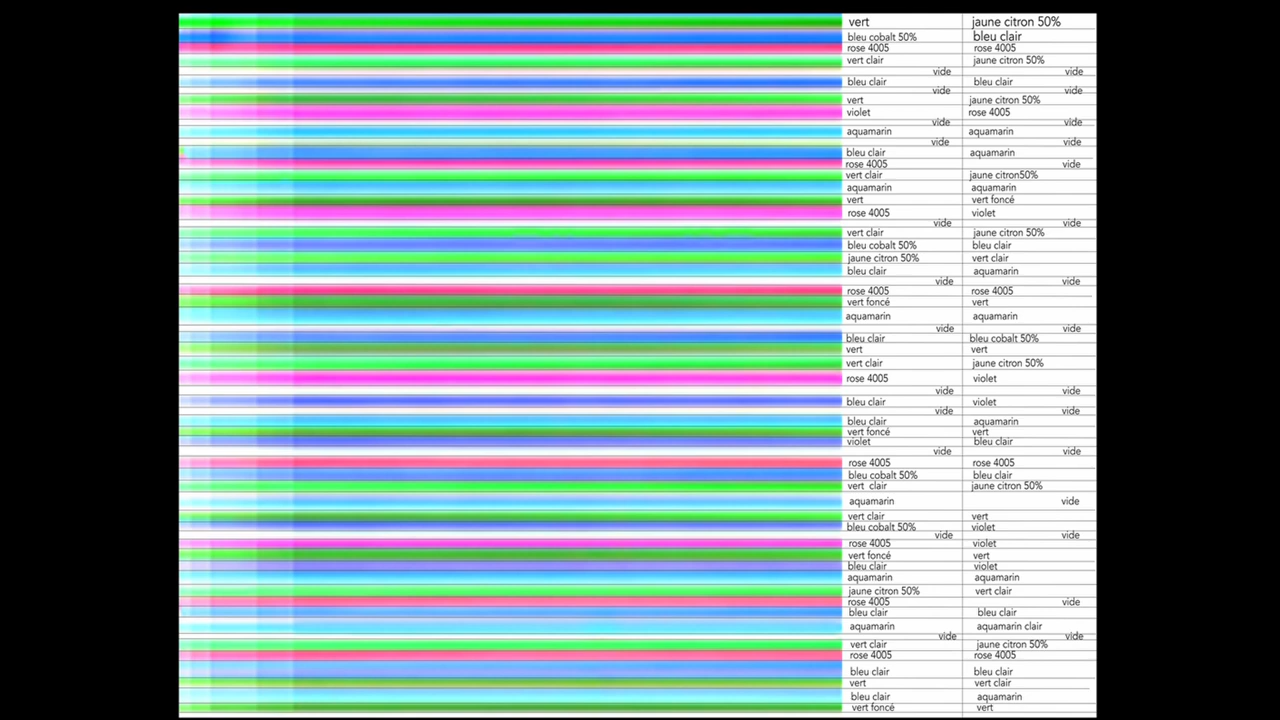 vert jaune citron 50%
bleu cobalt 50% bleu clair
rose 4005 rose 4005
vert clair jaune citron 50%
vide vide
bleu clair bleu clair
vide vide
vert jaune citron 50%
violet rose 4005
vide vide
aquamarin aquamarin
vide vide
bleu clair aquamarin
rose 4005 vide
vert clair jaune citron50%
aquamarin aquamarin
vert vert foncé
rose 4005 violet
vide vide
vert clair jaune citron 50%
bleu cobalt 50% bleu clair
jaune citron 50% vert clair
bleu clair aquamarin
vide vide
rose 4005 rose 4005
vert foncé vert
aquamarin aquamarin
vide vide
bleu clair bleu cobalt 50%
vert vert
vert clair jaune citron 50%
rose 4005 violet
vide vide
bleu clair violet
vide vide
bleu clair aquamarin
vert foncé vert
violet bleu clair
vide vide
rose 4005 rose 4005
bleu cobalt 50% bleu clair
vert clair jaune citron 50%
aquamarin vide
vert clair vert
bleu cobalt 50% violet
vide vide
rose 4005 violet
vert foncé vert
bleu clair violet
aquamarin aquamarin
jaune citron 50% vert clair
rose 4005 vide
bleu clair bleu clair
aquamarin aquamarin clair
vide vide
vert clair jaune citron 50%
rose 4005 rose 4005
bleu clair bleu clair
vert vert clair
bleu clair aquamarin
vert foncé vert